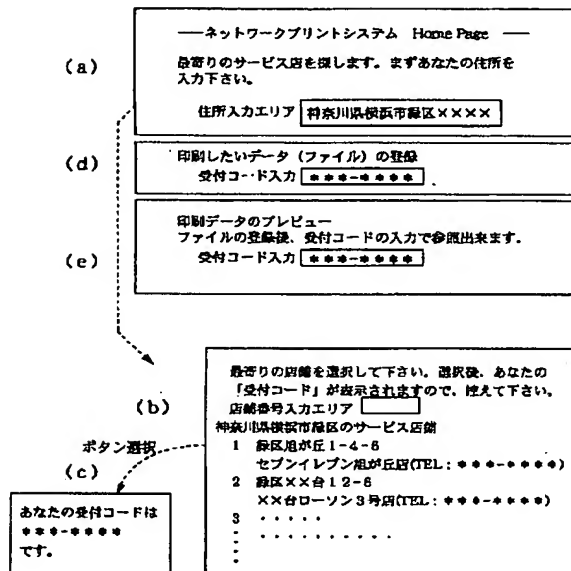 (a)
——ネットワークプリントシステム Home Page ——
最寄りのサービス店を探します。まずあなたの住所を
入力下さい。
住所入力エリア 神奈川県横浜市緑区××××
(d)
印刷したいデータ(ファイル)の登録
受付コード入力 ***-****
(e)
印刷データのプレビュー
ファイルの登録後、受付コードの入力で参照出来ます。
受付コード入力 ***-****
(b)
最寄りの店舗を選択して下さい。選択後、あなたの
「受付コード」が表示されますので、控えて下さい。
店舗番号入力エリア
神奈川県横浜市緑区のサービス店舗
1 緑区旭が丘1-4-6
セブンイレブン旭が丘店(TEL:***-****)
2 緑区××台12-6
××台ローソン3号店(TEL:***-****)
3 ・・・・・
・・・・・・・・・・
ボタン選択
(c)
あなたの受付コードは
***-****
です。